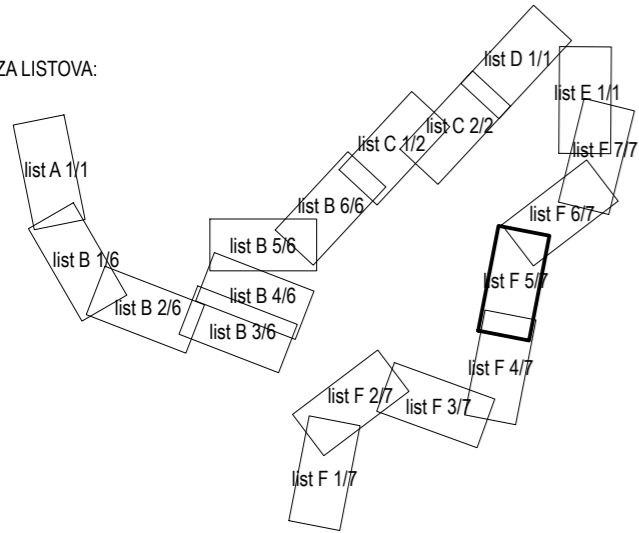 ZA LISTOVA:
list D 1/1
list E 1/1
list C 2/2
list C 1/2
list F 7/7
list A 1/1
list B 6/6
list F 6/7
list B 5/6
list B 1/6
list F 5/7
list B 4/6
list B 2/6
list B 3/6
list F 4/7
list F 2/7
list F 3/7
list F 1/7